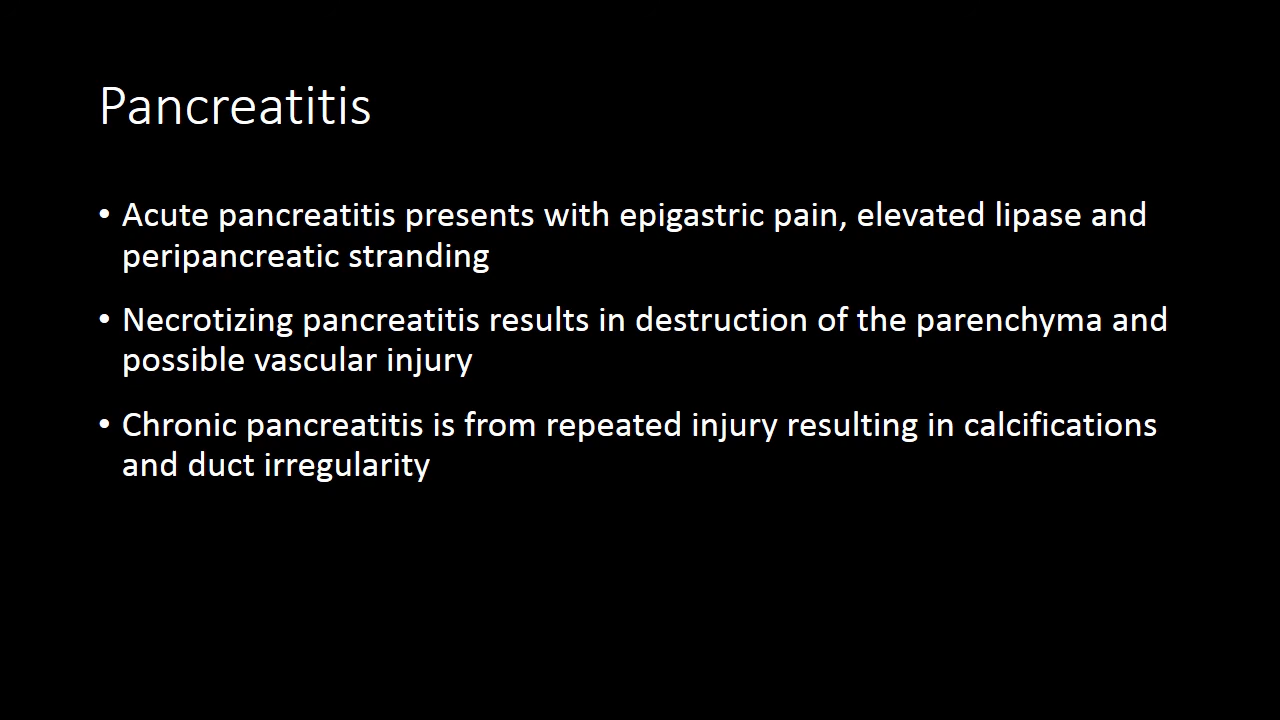 Pancreatitis
• Acute pancreatitis presents with epigastric pain, elevated lipase and
peripancreatic stranding
• Necrotizing pancreatitis results in destruction of the parenchyma and
possible vascular injury
• Chronic pancreatitis is from repeated injury resulting in calcifications
and duct irregularity